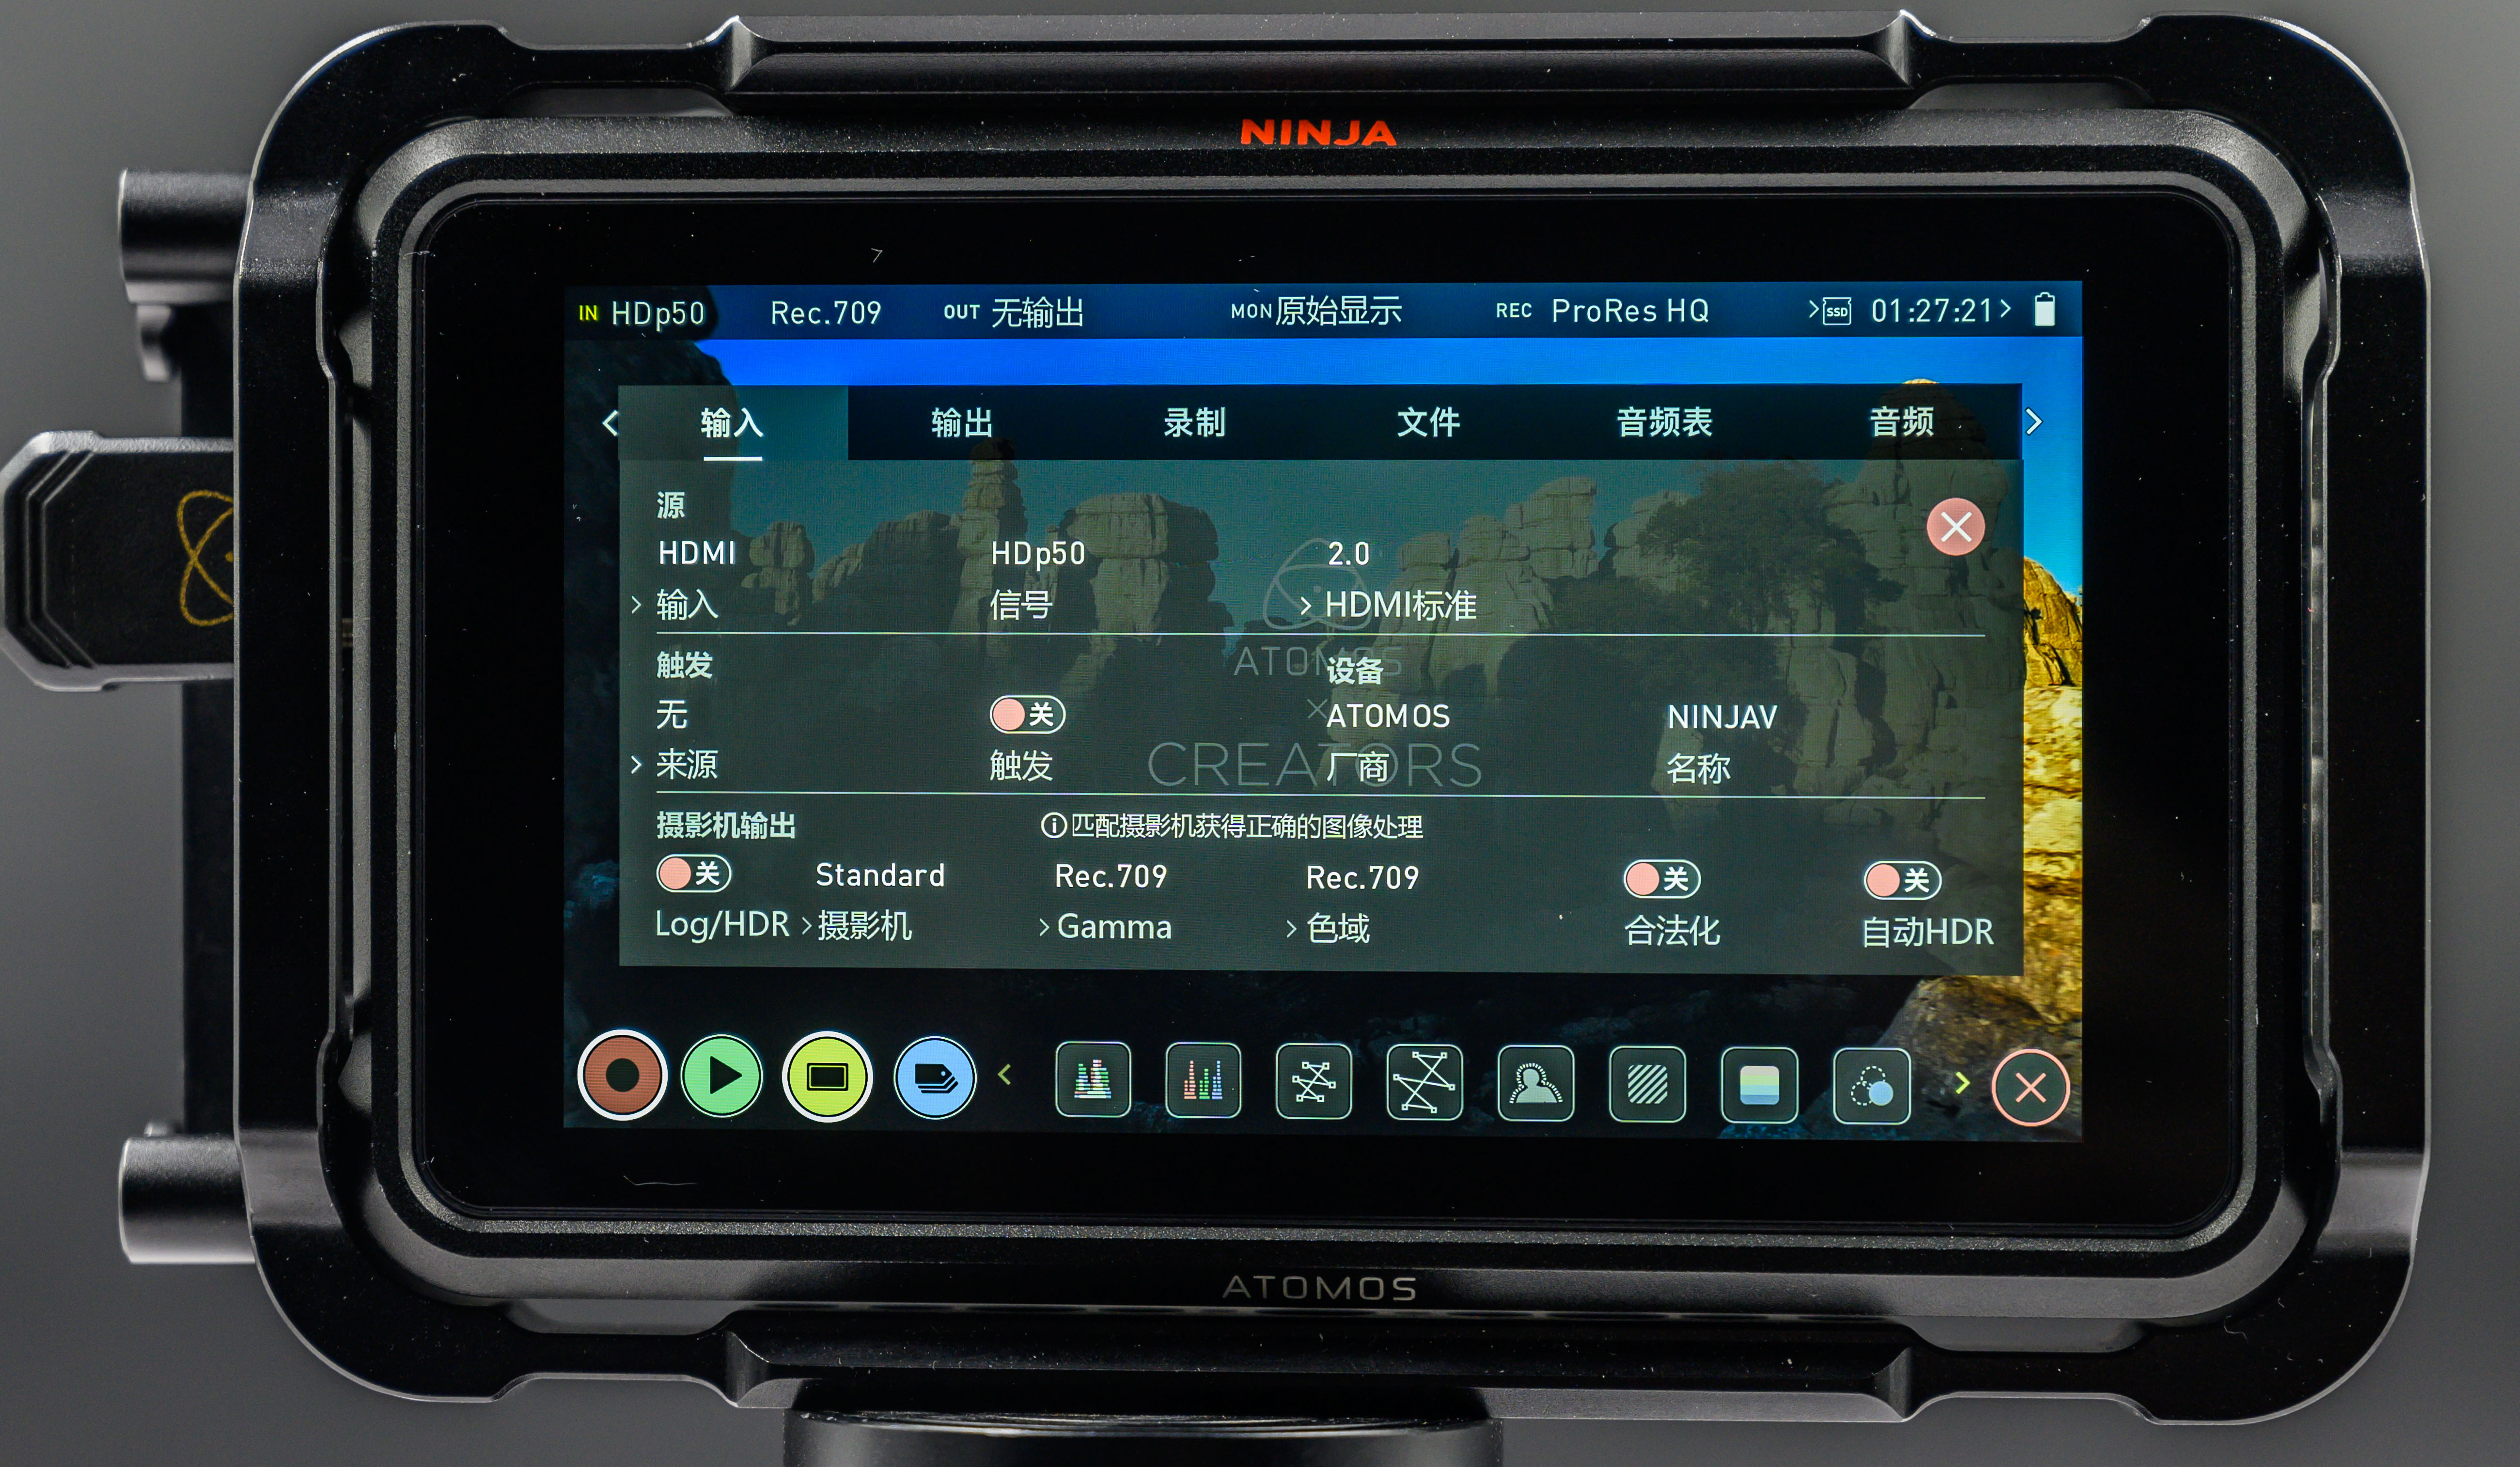 NINJA
IN HDp50 Rec.709 OUT 无输出 MON 原始显示 REC ProRes HQ SSD 01:27:21
输入 输出 录制 文件 音频表 音频
源
HDMI HDp50 2.0
输入 信号 HDMI标准
触发 设备
无 关 ATOMOS NINJAV
来源 触发 厂商 名称
ATOMOS
×
CREATORS
摄影机输出 匹配摄影机获得正确的图像处理
关 Standard Rec.709 Rec.709 关 关
Log/HDR 摄影机 Gamma 色域 合法化 自动HDR
ATOMOS